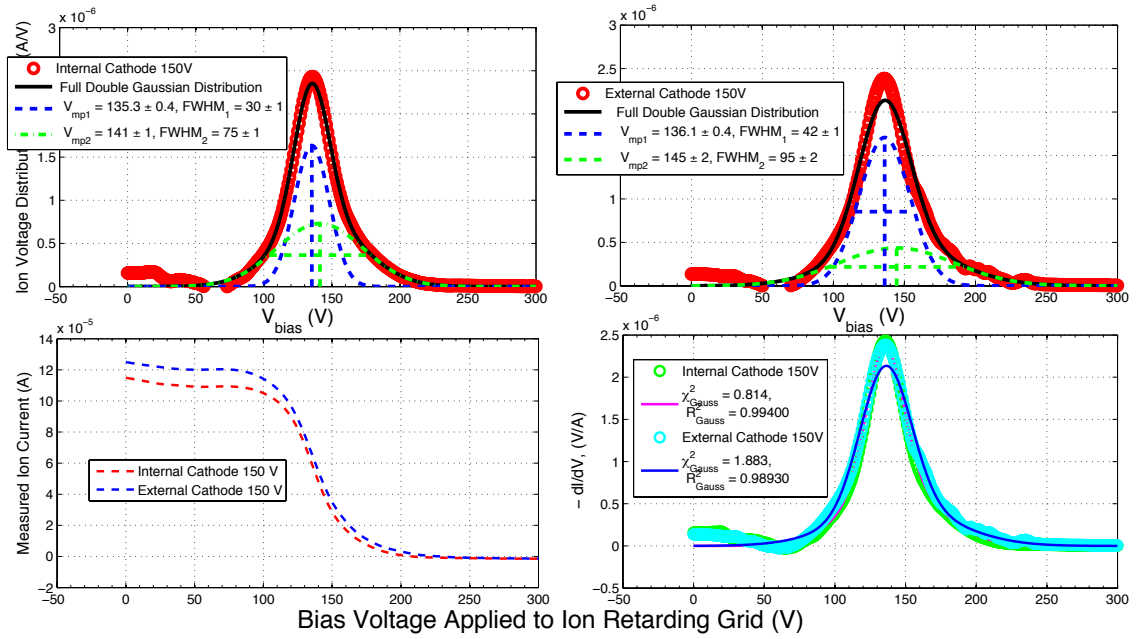 x 10^-6
3
2.5
2
1.5
1
0.5
0
−50 0 50 100 150 200 250 300
Ion Voltage Distribut (A/V)
V_bias (V)
Internal Cathode 150V
Full Double Gaussian Distribution
V_mp1 = 135.3 ± 0.4, FWHM_1 = 30 ± 1
V_mp2 = 141 ± 1, FWHM_2 = 75 ± 1
x 10^-6
3
2.5
2
1.5
1
0.5
0
−50 0 50 100 150 200 250 300
V_bias (V)
External Cathode 150V
Full Double Gaussian Distribution
V_mp1 = 136.1 ± 0.4, FWHM_1 = 42 ± 1
V_mp2 = 145 ± 2, FWHM_2 = 95 ± 2
x 10^-5
14
12
10
8
6
4
2
0
−2
−50 0 50 100 150 200 250 300
Measured Ion Current (A)
Internal Cathode 150 V
External Cathode 150 V
x 10^-6
2.5
2
1.5
1
0.5
0
−0.5
−50 0 50 100 150 200 250 300
− dI/dV, (V/A)
Internal Cathode 150V
χ²_Gauss = 0.814,
R²_Gauss = 0.99400
External Cathode 150V
χ²_Gauss = 1.883,
R²_Gauss = 0.98930
Bias Voltage Applied to Ion Retarding Grid (V)